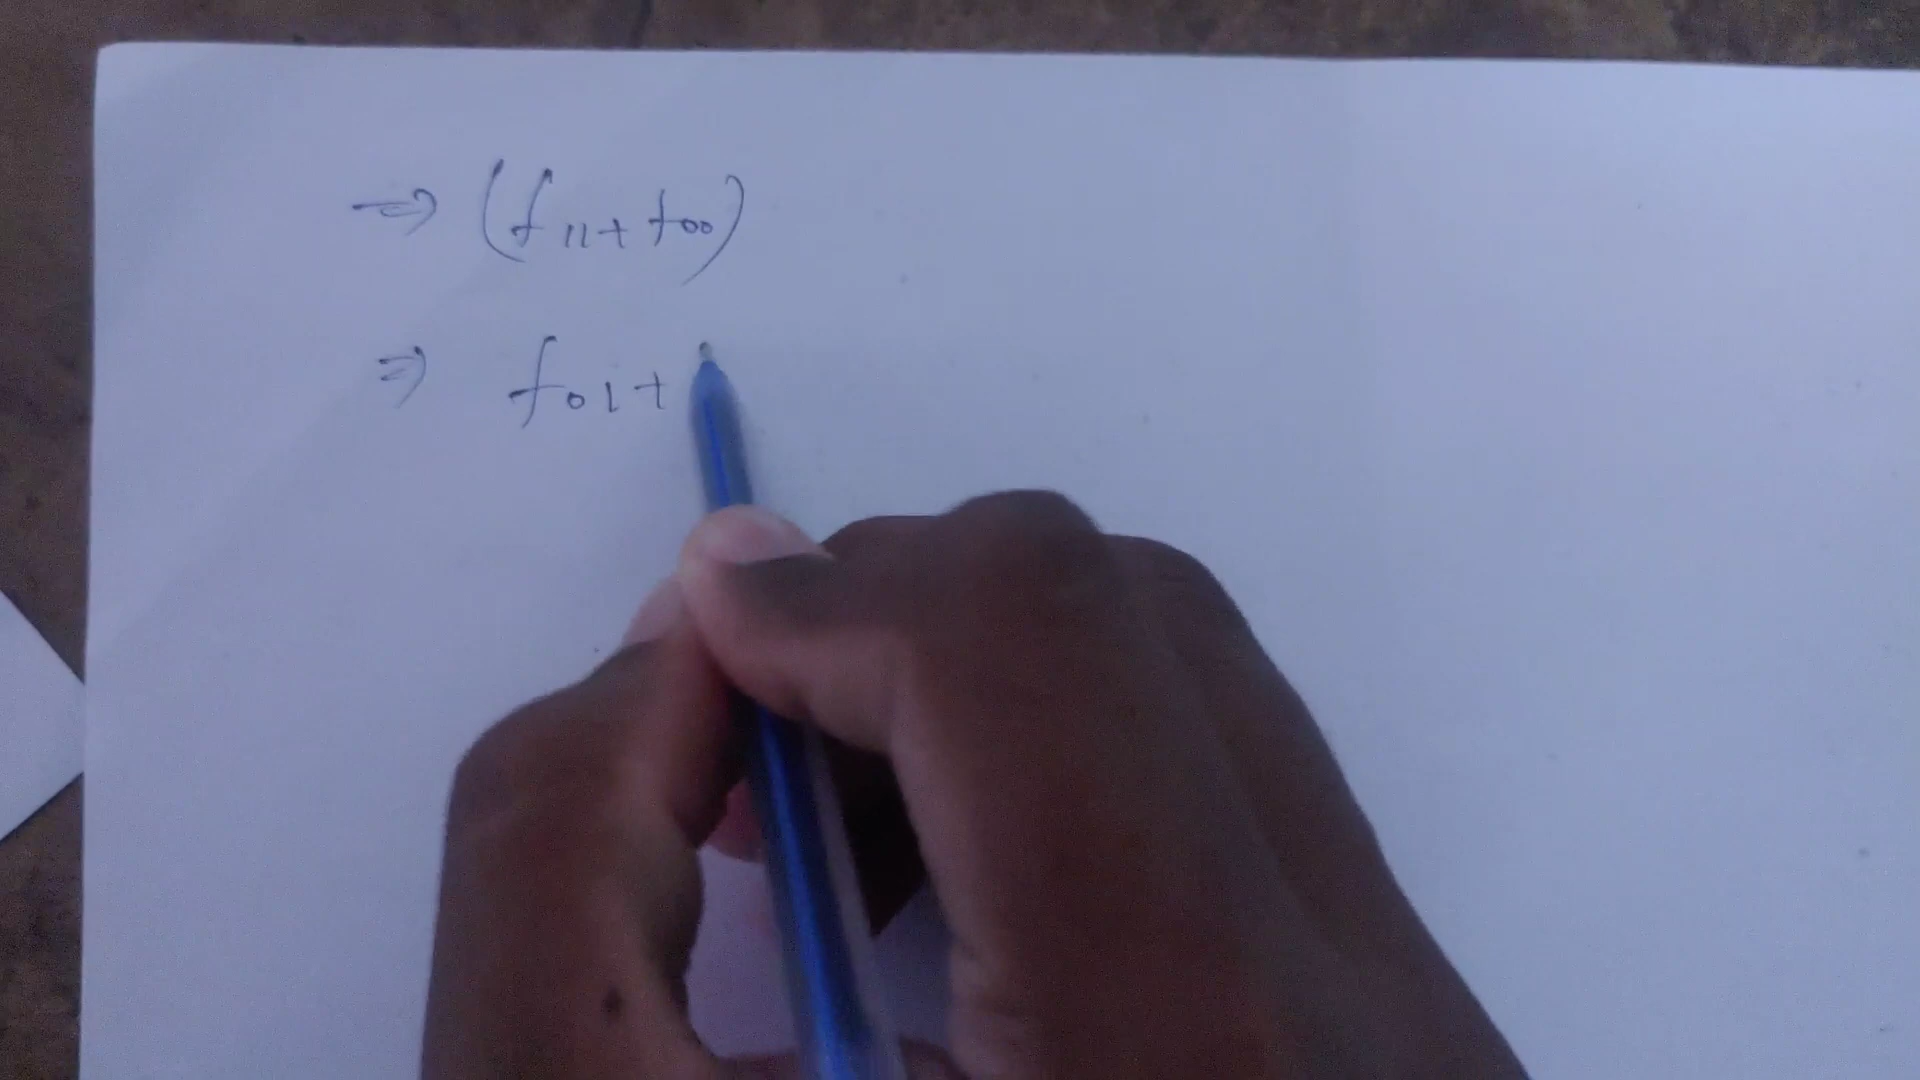 ⇒ (f₁₁ + f₀₀)
⇒ f₀₁ +